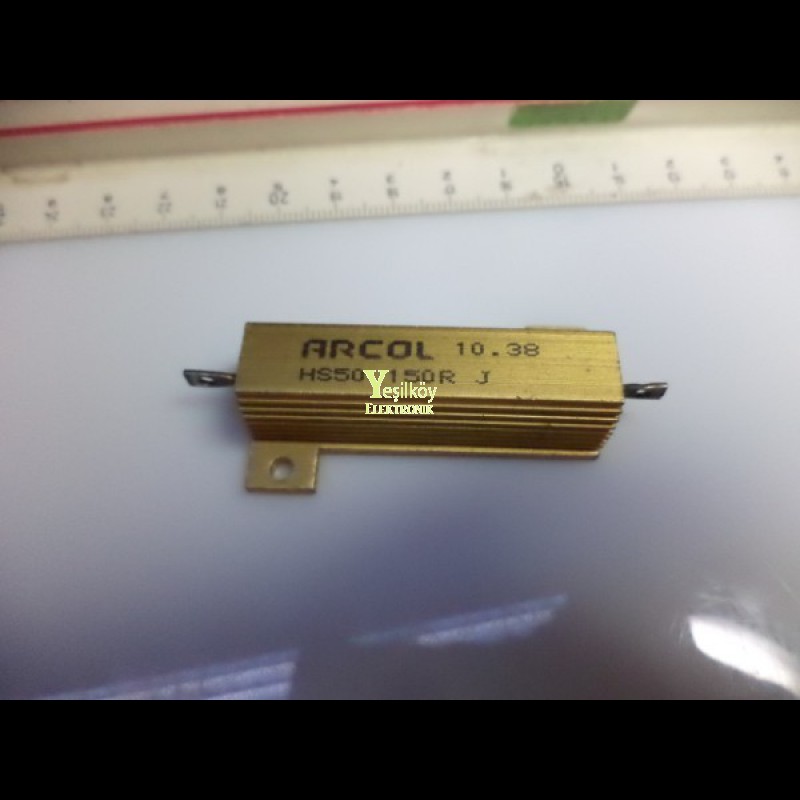 ARCOL 10.38
HS50 150R J
Yeşilköy
ELEKTRONIK